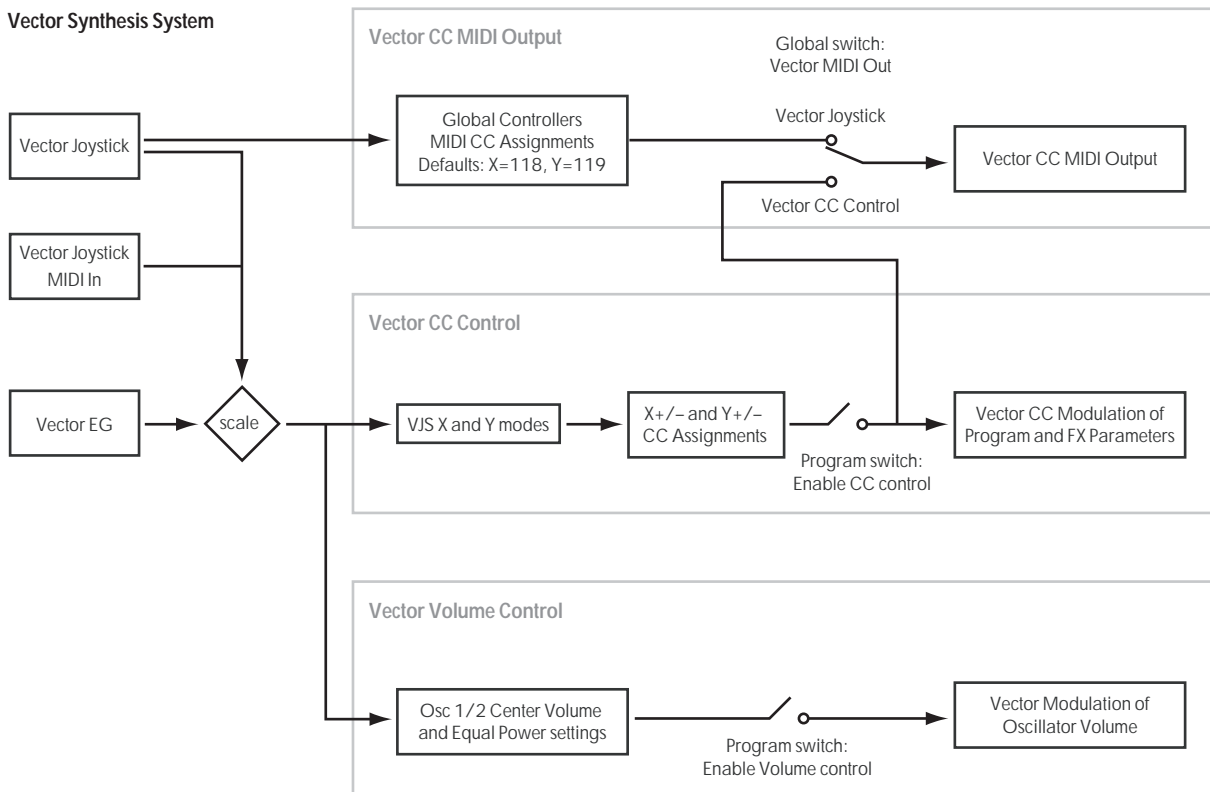 Vector Synthesis System
Vector CC MIDI Output
Global switch:
Vector MIDI Out
Vector Joystick
Global Controllers
MIDI CC Assignments
Defaults: X=118, Y=119
Vector Joystick
Vector CC MIDI Output
Vector CC Control
Vector Joystick
MIDI In
Vector CC Control
Vector EG
scale
VJS X and Y modes
X+/– and Y+/–
CC Assignments
Program switch:
Enable CC control
Vector CC Modulation of
Program and FX Parameters
Vector Volume Control
Osc 1/2 Center Volume
and Equal Power settings
Program switch:
Enable Volume control
Vector Modulation of
Oscillator Volume